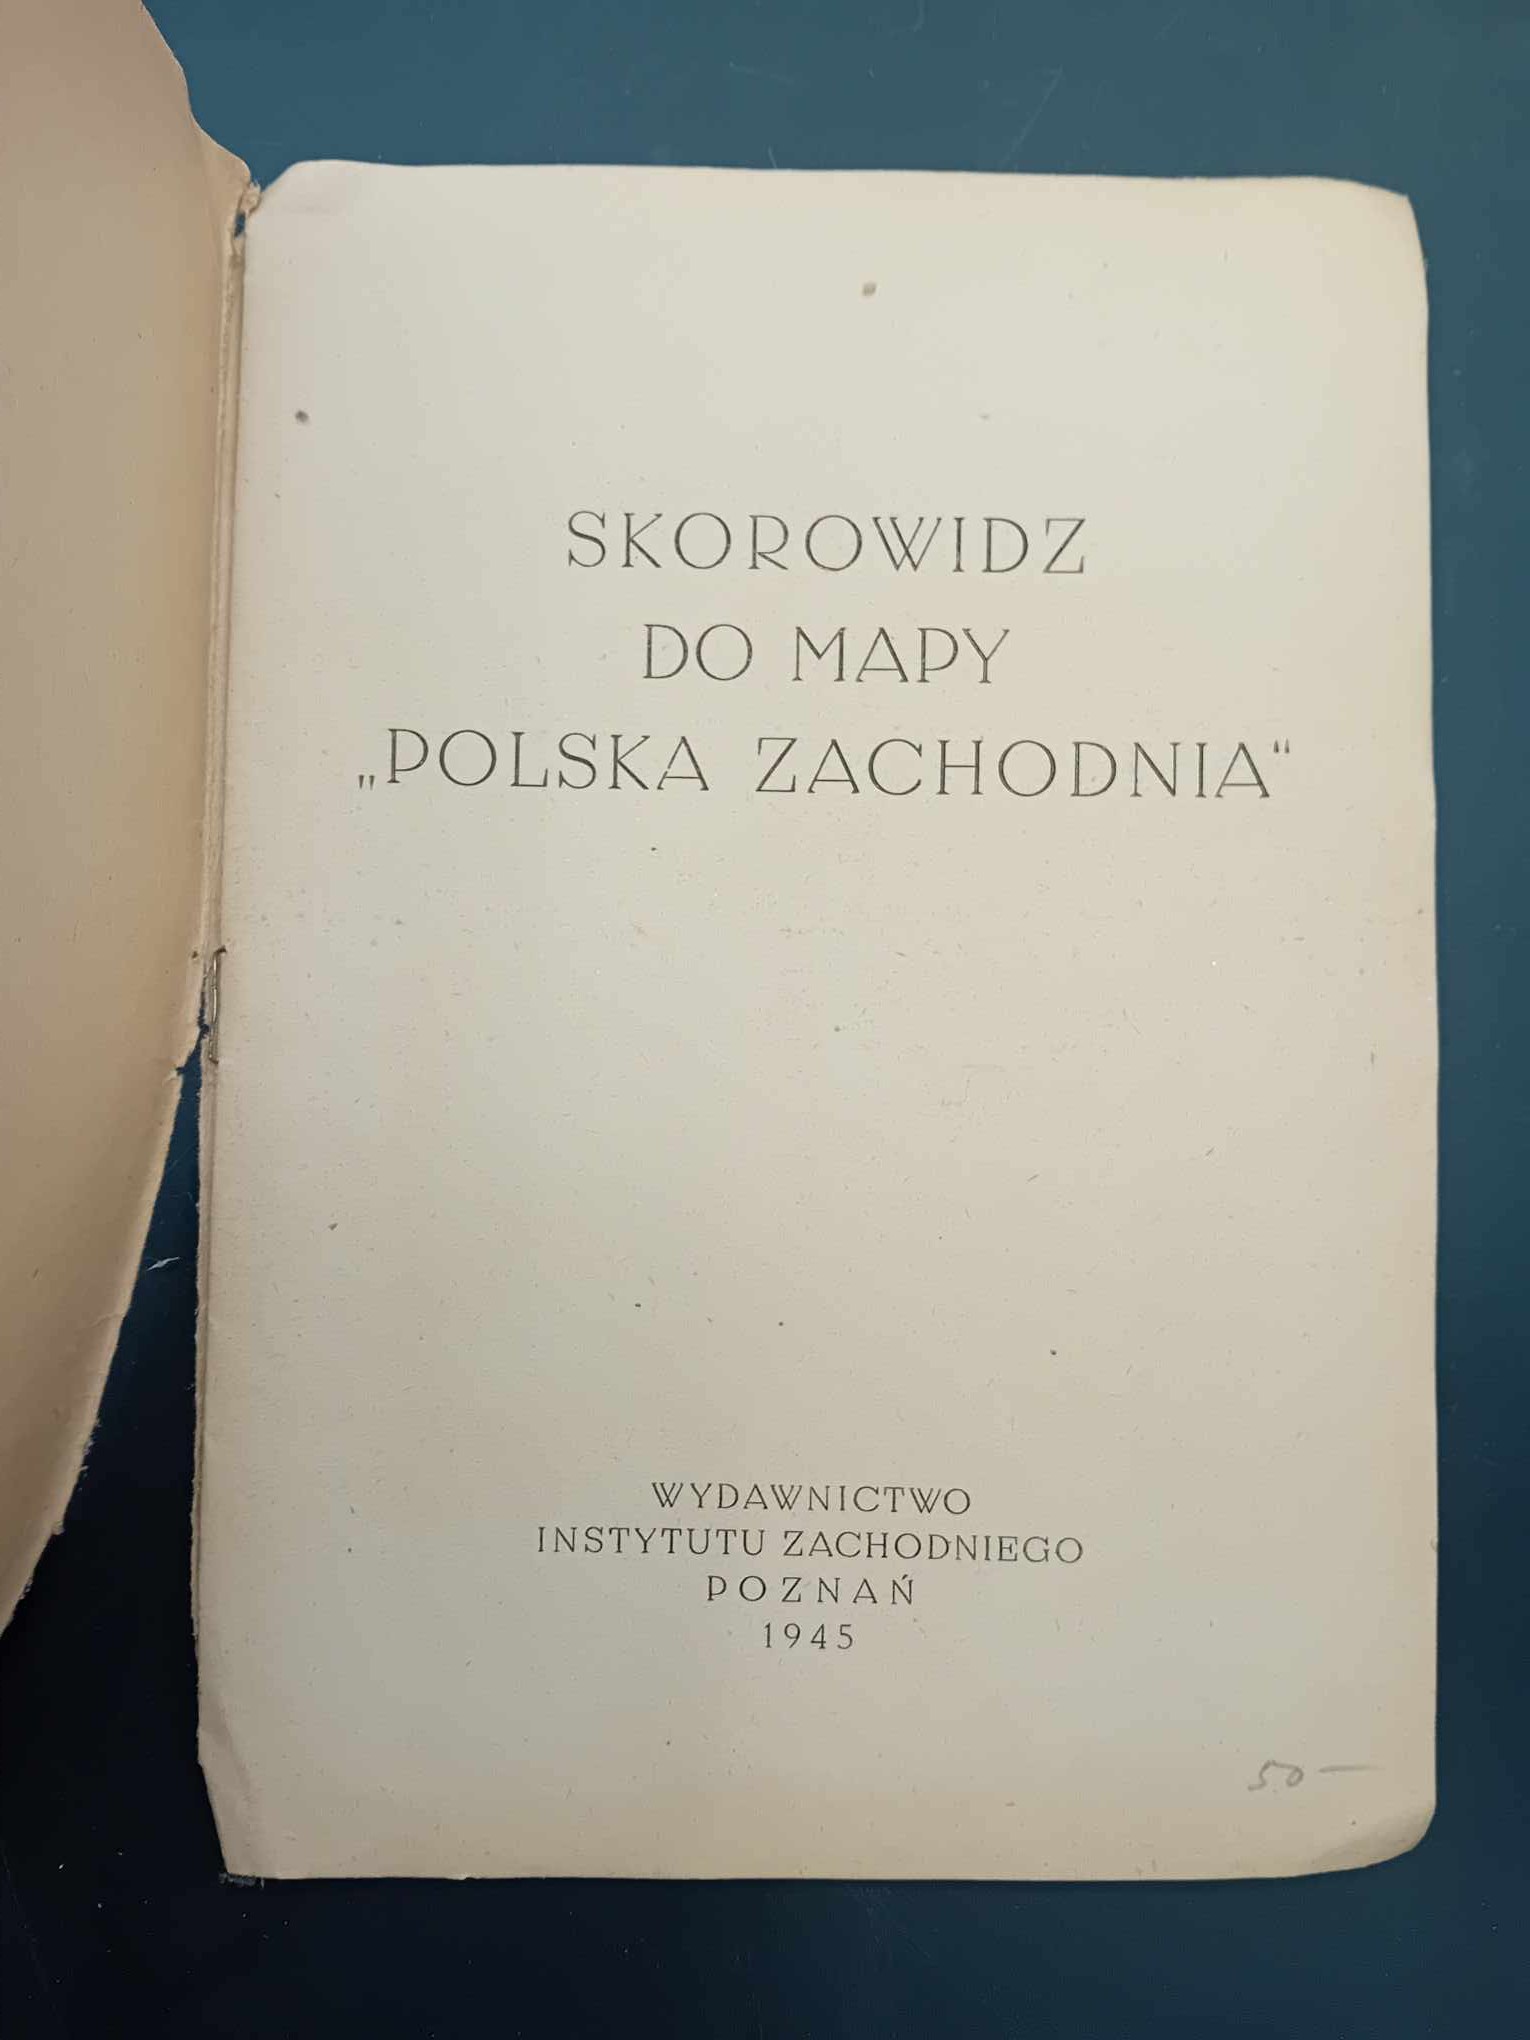 SKOROWIDZ
DO MAPY
„POLSKA ZACHODNIA“
WYDAWNICTWO
INSTYTUTU ZACHODNIEGO
POZNAŃ
1945
50 —